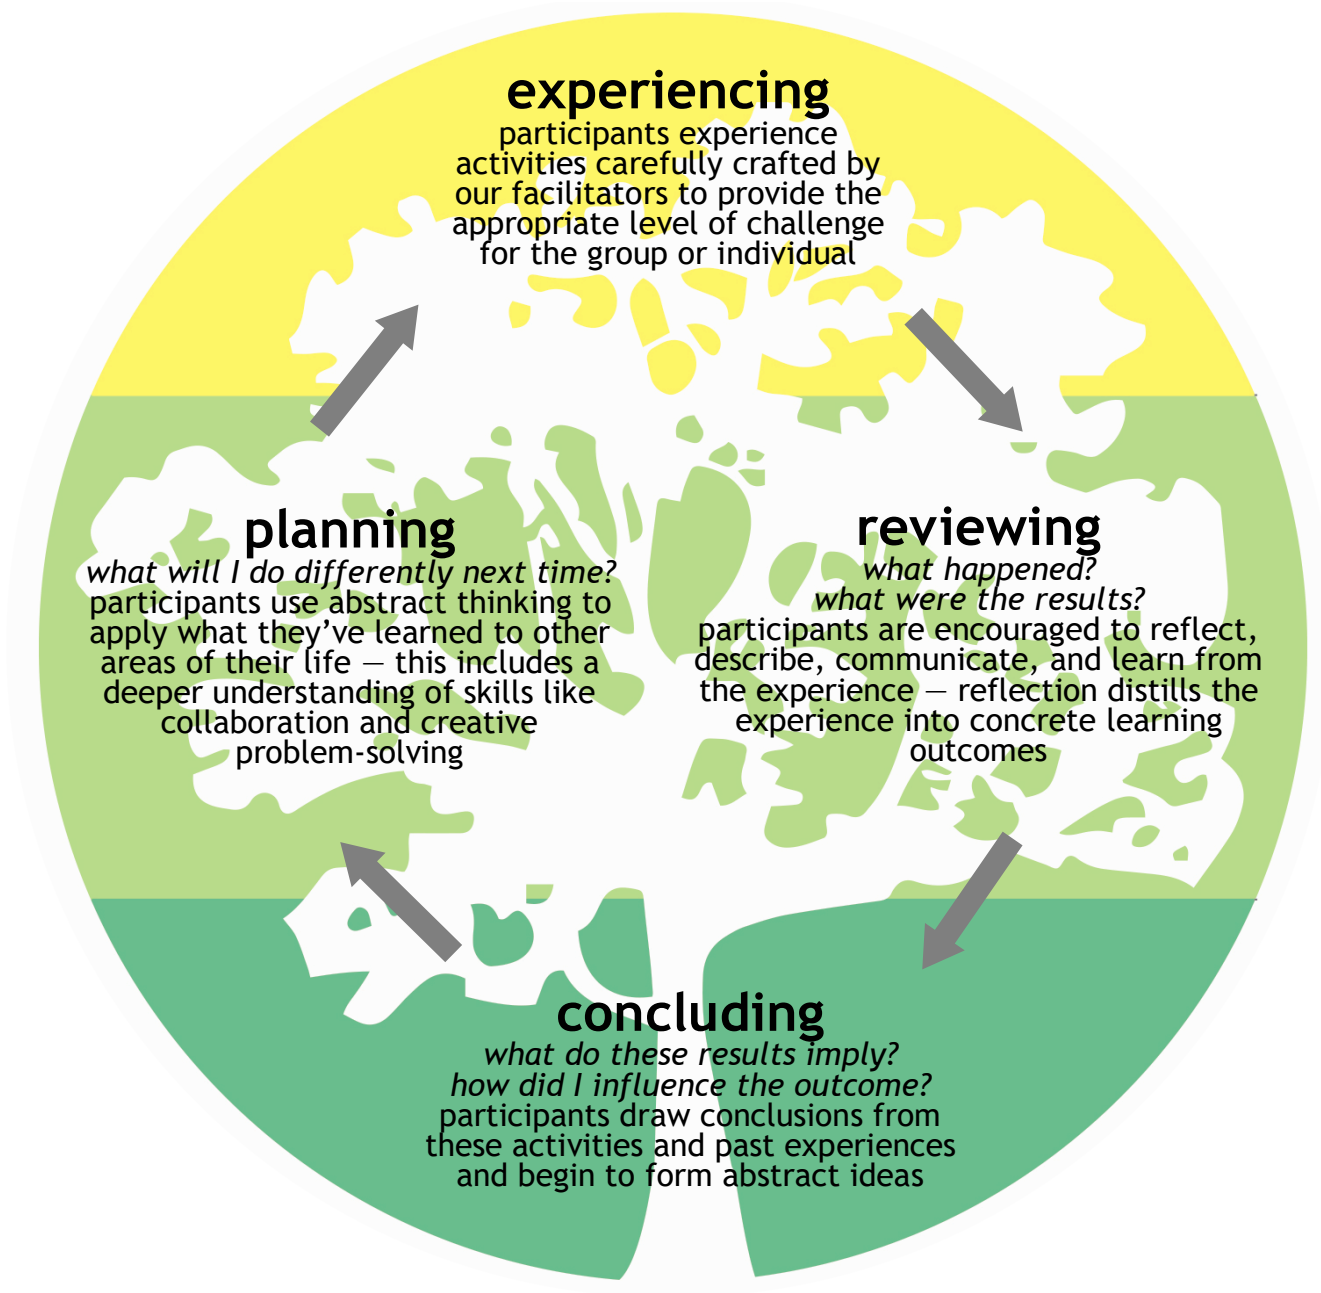 experiencing
participants experience
activities carefully crafted by
our facilitators to provide the
appropriate level of challenge
for the group or individual
planning
what will I do differently next time?
participants use abstract thinking to
apply what they’ve learned to other
areas of their life — this includes a
deeper understanding of skills like
collaboration and creative
problem-solving
reviewing
what happened?
what were the results?
participants are encouraged to reflect,
describe, communicate, and learn from
the experience — reflection distills the
experience into concrete learning
outcomes
concluding
what do these results imply?
how did I influence the outcome?
participants draw conclusions from
these activities and past experiences
and begin to form abstract ideas